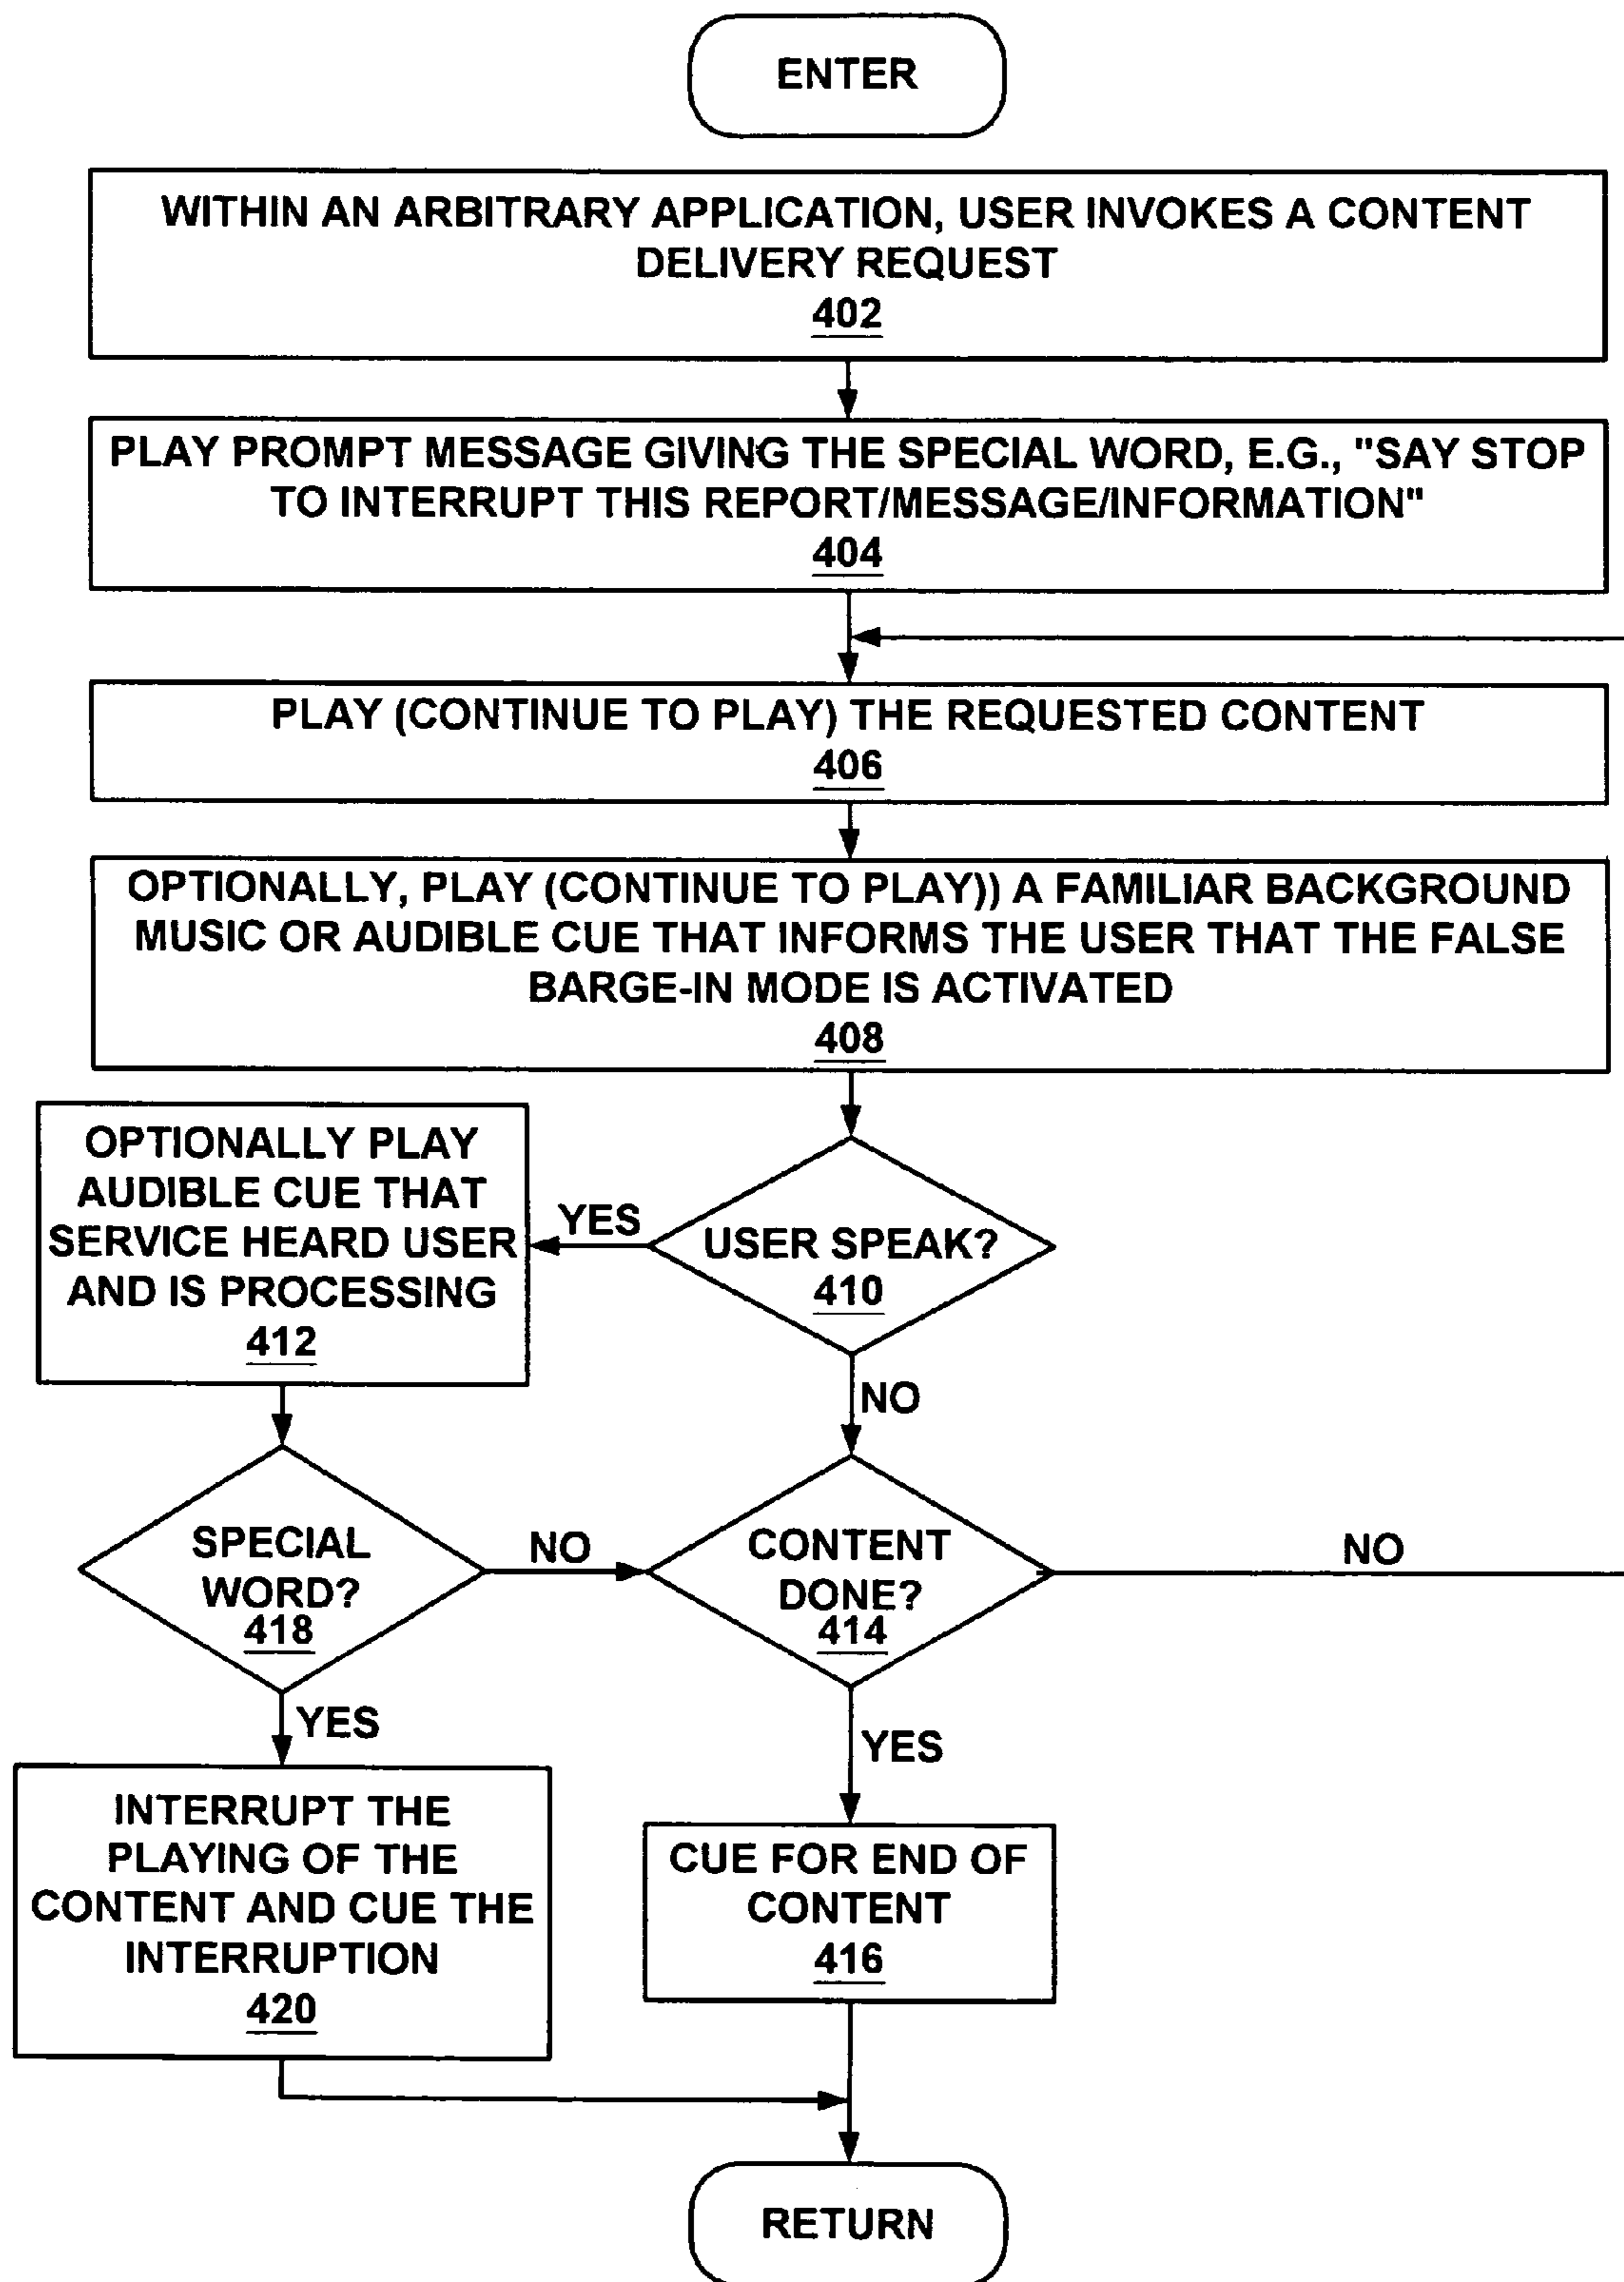 ENTER
WITHIN AN ARBITRARY APPLICATION, USER INVOKES A CONTENT
DELIVERY REQUEST
402
PLAY PROMPT MESSAGE GIVING THE SPECIAL WORD, E.G., "SAY STOP
TO INTERRUPT THIS REPORT/MESSAGE/INFORMATION"
404
PLAY (CONTINUE TO PLAY) THE REQUESTED CONTENT
406
OPTIONALLY, PLAY (CONTINUE TO PLAY)) A FAMILIAR BACKGROUND
MUSIC OR AUDIBLE CUE THAT INFORMS THE USER THAT THE FALSE
BARGE-IN MODE IS ACTIVATED
408
OPTIONALLY PLAY
AUDIBLE CUE THAT
SERVICE HEARD USER
AND IS PROCESSING
412
YES
USER SPEAK?
410
NO
SPECIAL
WORD?
418
NO
CONTENT
DONE?
414
NO
YES
YES
INTERRUPT THE
PLAYING OF THE
CONTENT AND CUE THE
INTERRUPTION
420
CUE FOR END OF
CONTENT
416
RETURN